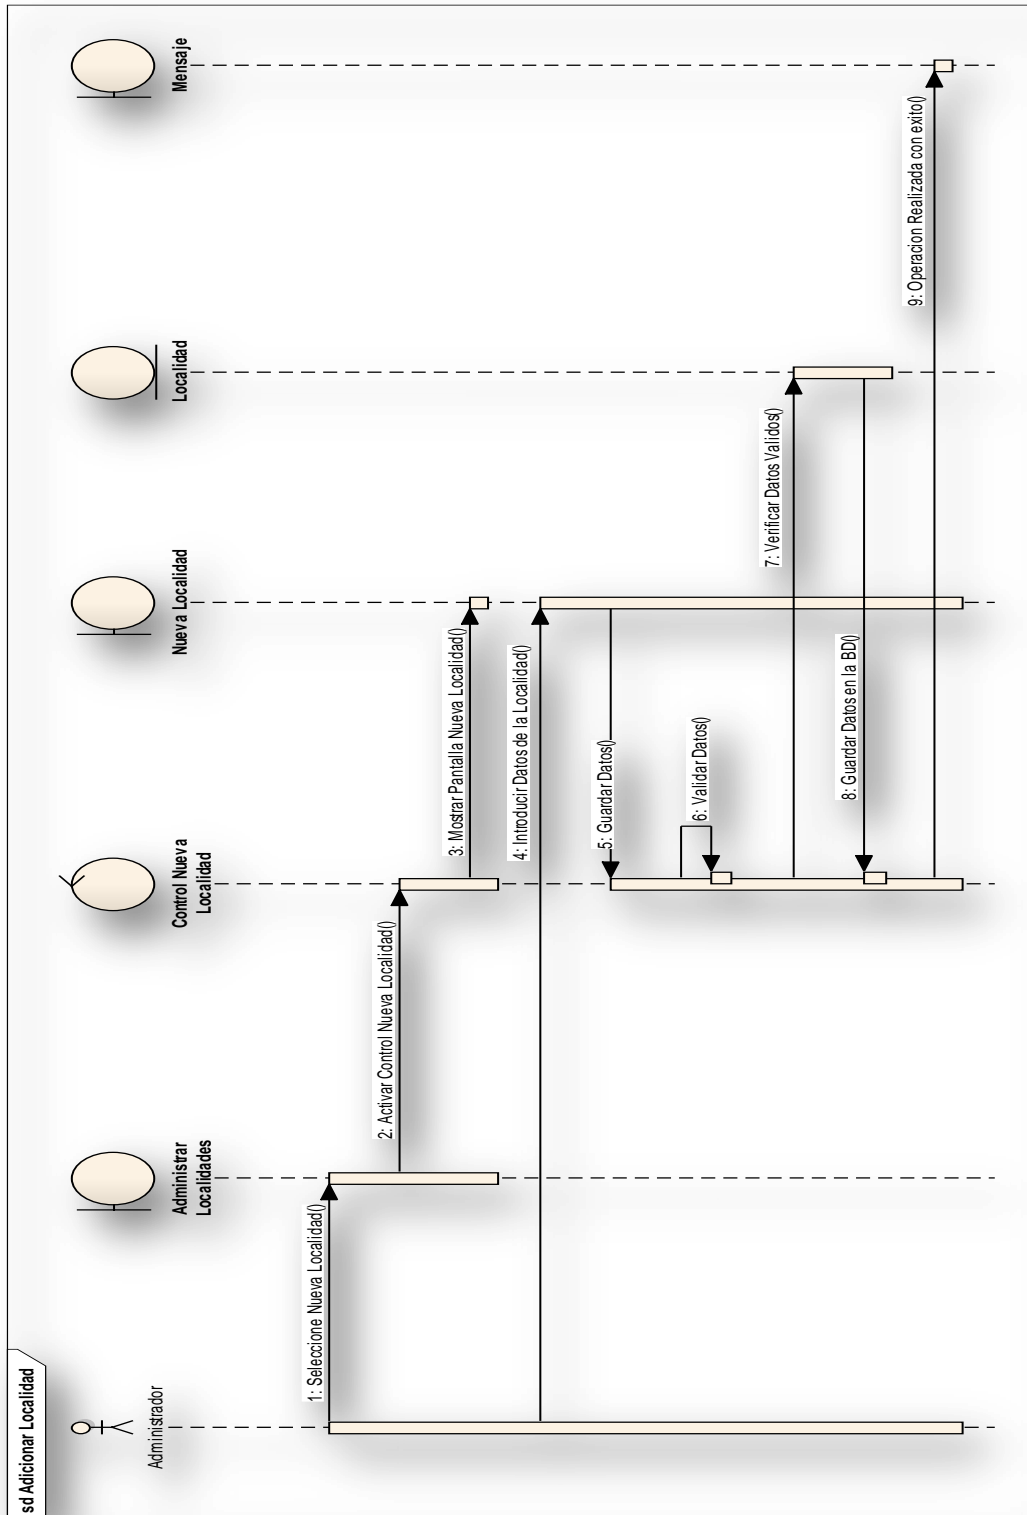 sd Adicionar Localidad
Administrador
Administrar
Localidades
Control Nueva
Localidad
Nueva Localidad
Localidad
Mensaje
1: Seleccione Nueva Localidad()
2: Activar Control Nueva Localidad()
3: Mostrar Pantalla Nueva Localidad()
4: Introducir Datos de la Localidad()
5: Guardar Datos()
6: Validar Datos()
7: Verificar Datos Validos()
8: Guardar Datos en la BD()
9: Operacion Realizada con exito()